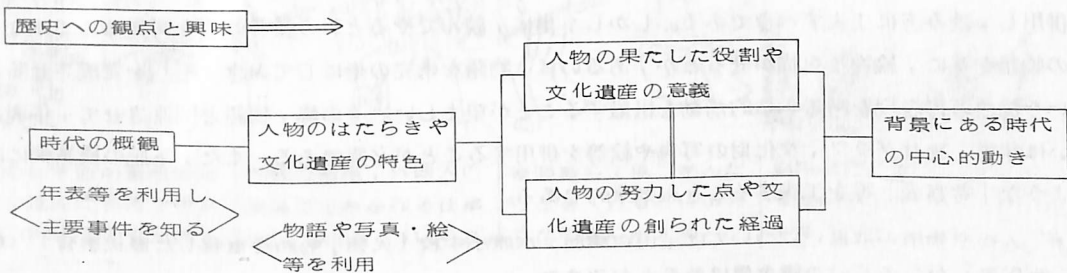 歴史への観点と興味
時代の概観
年表等を利用し
主要事件を知る
人物のはたらきや
文化遺産の特色
物語や写真・絵
等を利用
人物の果たした役割や
文化遺産の意義
人物の努力した点や文
化遺産の創られた経過
背景にある時代
の中心的動き